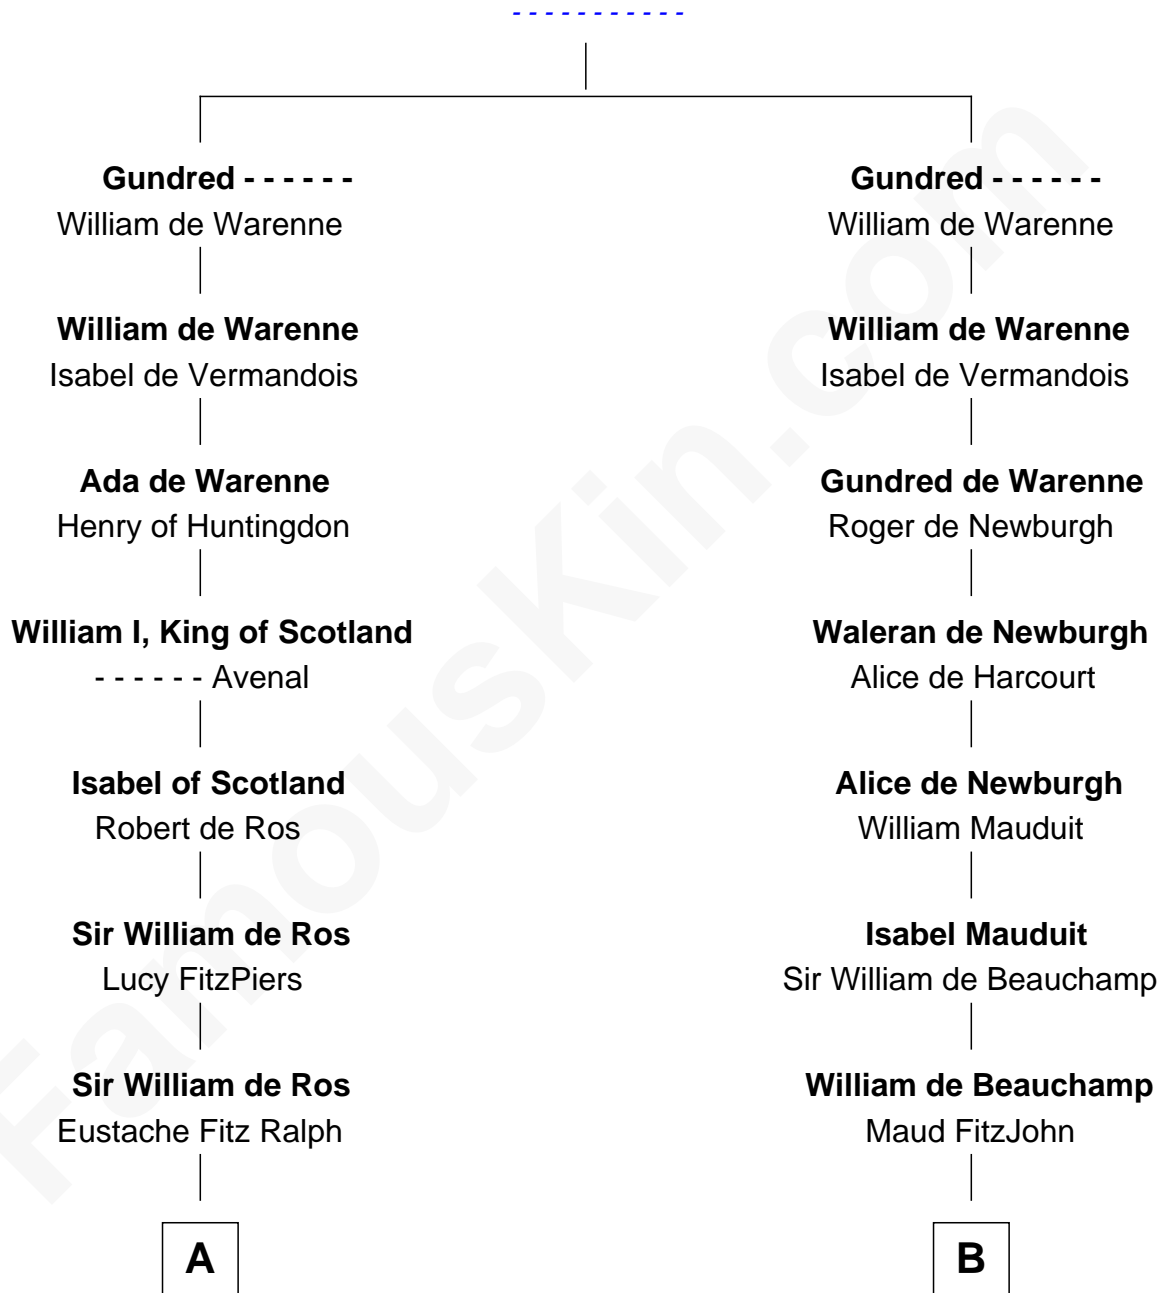 - - - - - - - - - - -
Gundred - - - - - -
William de Warenne
Gundred - - - - - -
William de Warenne
William de Warenne
Isabel de Vermandois
William de Warenne
Isabel de Vermandois
Ada de Warenne
Henry of Huntingdon
Gundred de Warenne
Roger de Newburgh
William I, King of Scotland
- - - - - - Avenal
Waleran de Newburgh
Alice de Harcourt
Isabel of Scotland
Robert de Ros
Alice de Newburgh
William Mauduit
Sir William de Ros
Lucy FitzPiers
Isabel Mauduit
Sir William de Beauchamp
Sir William de Ros
Eustache Fitz Ralph
William de Beauchamp
Maud FitzJohn
A
B
FamousKin.com